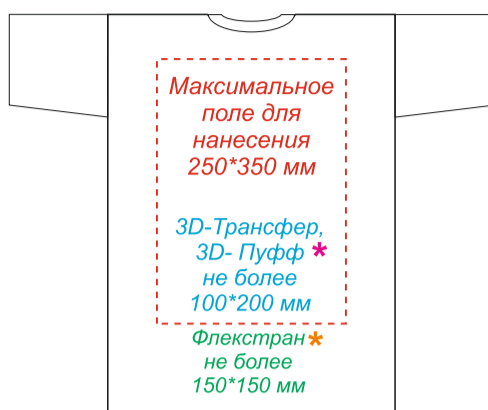 Максимальное
поле для
нанесения
250*350 мм
3D-Трансфер,
3D- Пуфф *
не более
100*200 мм
Флекстран *
не более
150*150 мм